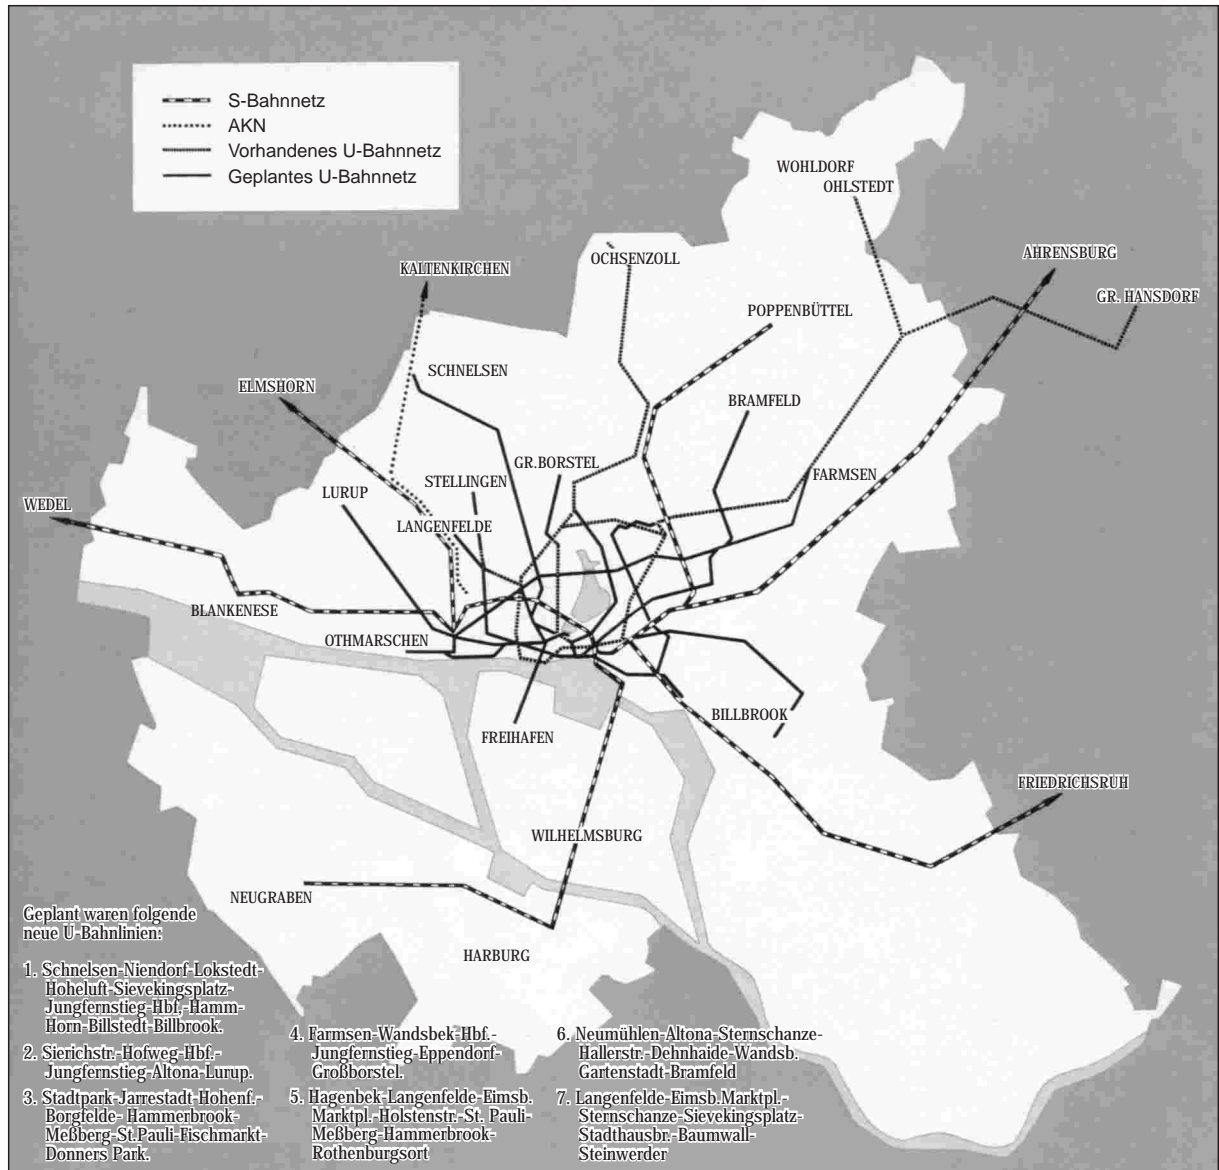 S-Bahnnetz
AKN
Vorhandenes U-Bahnnetz
Geplantes U-Bahnnetz
WOHLDORF
OHLSTEDT
OCHSENZOLL
AHRENSBURG
KALTENKIRCHEN
GR. HANSDORF
POPPENBÜTTEL
SCHNELSEN
ELMSHORN
BRAMFELD
GR.BORSTEL
FARMSEN
STELLINGEN
LURUP
WEDEL
LANGENFELDE
BLANKENESE
OTHMARSCHEN
BILLBROOK
FREIHAFEN
FRIEDRICHSRUH
WILHELMSBURG
NEUGRABEN
HARBURG
Geplant waren folgende
neue U-Bahnlinien:
1. Schnelsen-Niendorf-Lokstedt-
Hoheluft-Sievekingsplatz-
Jungfernstieg-Hbf,-Hamm-
Horn-Billstedt-Billbrook.
2. Sierichstr.-Hofweg-Hbf.-
Jungfernstieg-Altona-Lurup.
3. Stadtpark-Jarrestadt-Hohenf.-
Borgfelde- Hammerbrook-
Meßberg-St.Pauli-Fischmarkt-
Donners Park.
4. Farmsen-Wandsbek-Hbf.-
Jungfernstieg-Eppendorf-
Großborstel.
5. Hagenbek-Langenfelde-Eimsb.
Marktpl.-Holstenstr.-St. Pauli-
Meßberg-Hammerbrook-
Rothenburgsort
6. Neumühlen-Altona-Sternschanze-
Hallerstr.-Dehnhaide-Wandsb.
Gartenstadt-Bramfeld
7. Langenfelde-Eimsb.Marktpl.-
Sternschanze-Sievekingsplatz-
Stadthausbr.-Baumwall-
Steinwerder